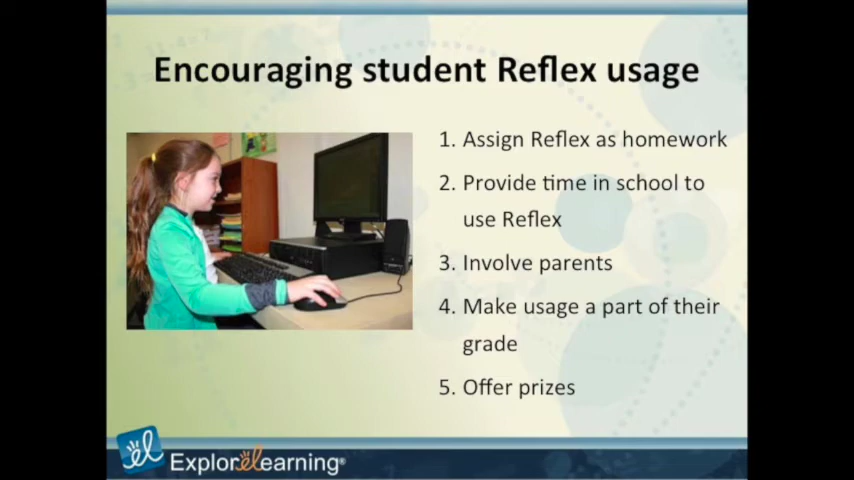 Encouraging student Reflex usage
1. Assign Reflex as homework
2. Provide time in school to
use Reflex
3. Involve parents
4. Make usage a part of their
grade
5. Offer prizes
el ExploreLearning®